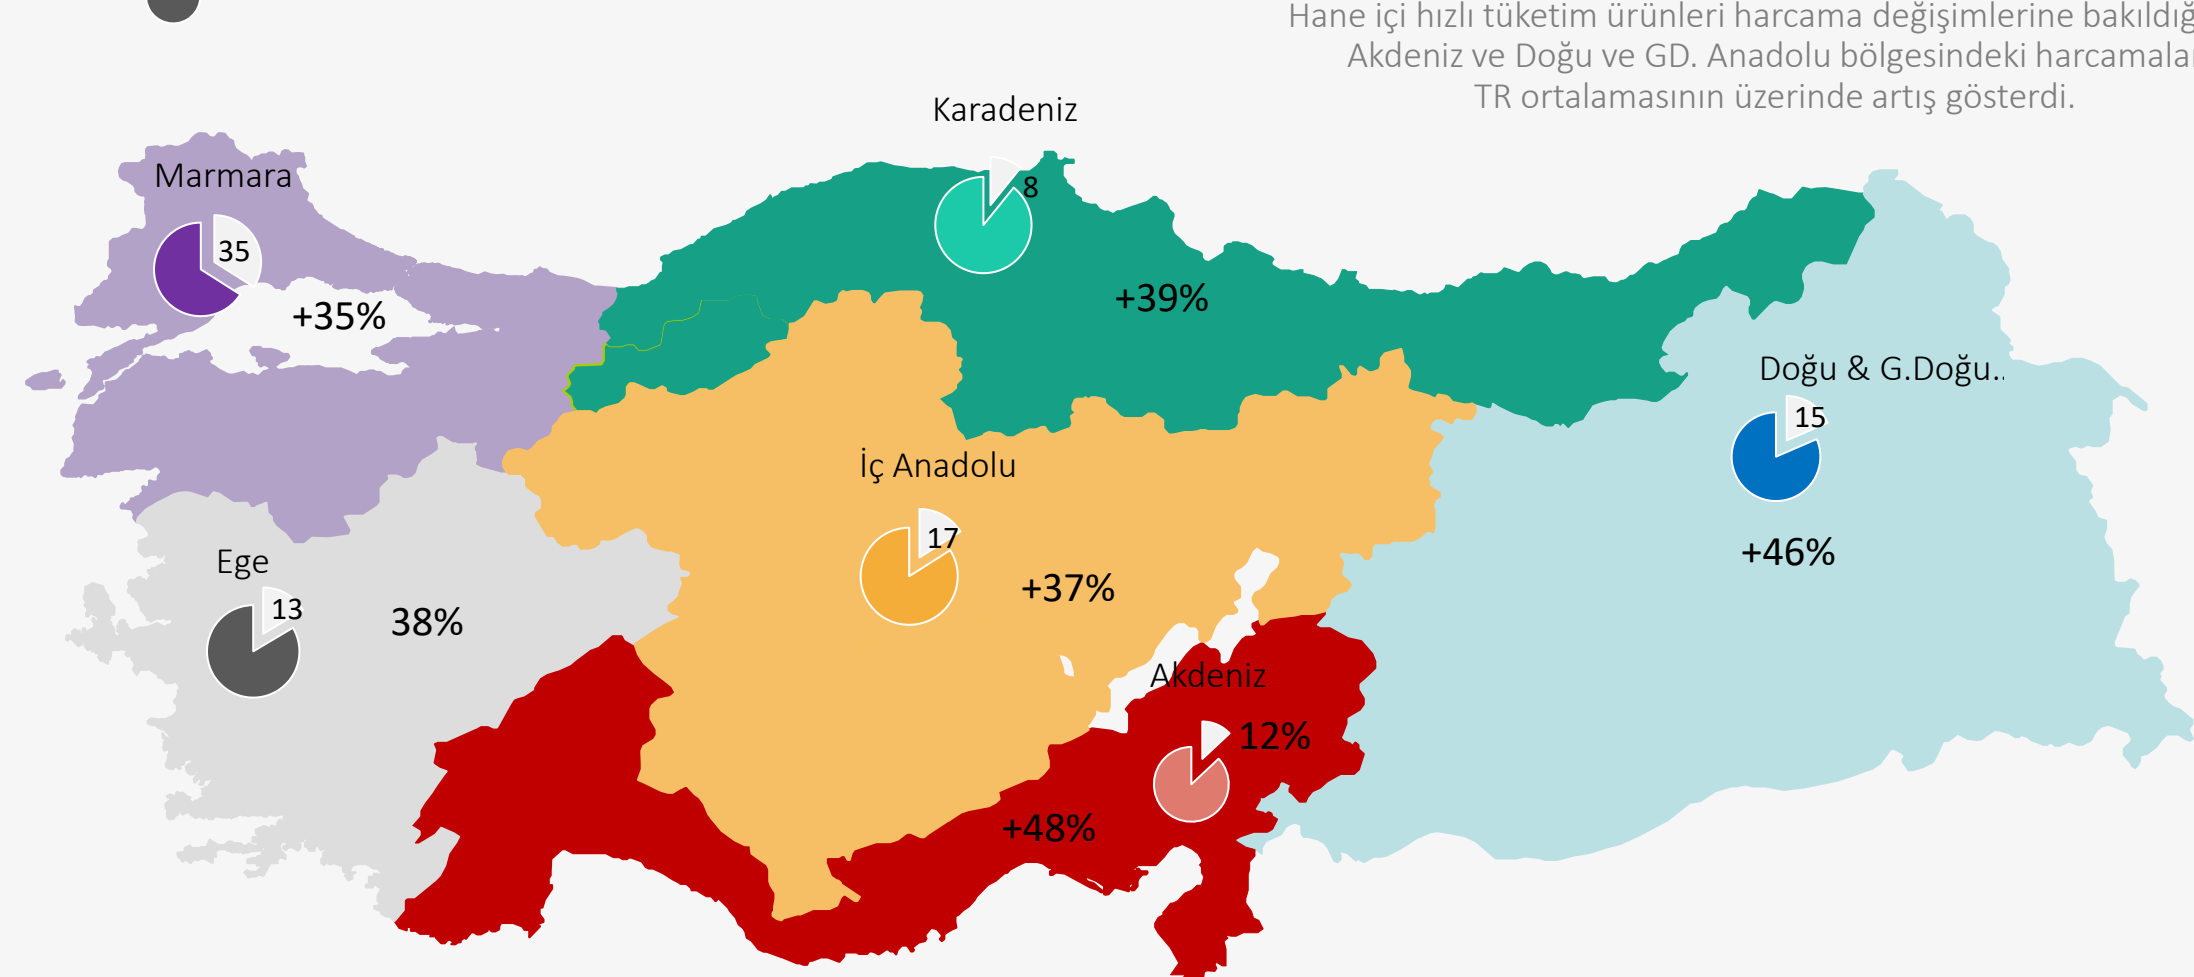 Hane içi hızlı tüketim ürünleri harcama değişimlerine
Akdeniz ve Doğu ve GD. Anadolu bölgesindeki
TR ortalamasının üzerinde artış gösterdi.
Karadeniz
8
+39%
Marmara
35
+35%
Doğu & G.Doğu..
15
+46%
İç Anadolu
17
+37%
Ege
13
38%
Akdeniz
12%
+48%